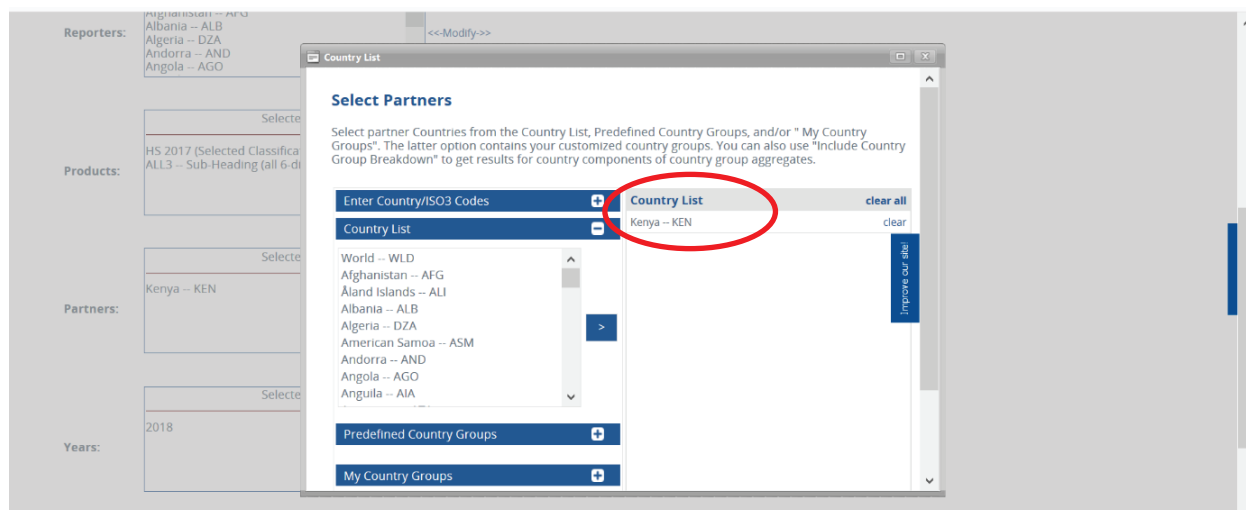 Afghanistan -- AFG
Reporters:
Albania -- ALB
Algeria -- DZA
Andorra -- AND
Angola -- AGO
<<-Modify->>
Products:
Selecte
HS 2017 (Selected Classifica
ALL3 -- Sub-Heading (all 6-di
Partners:
Selecte
Kenya -- KEN
Years:
Selecte
2018
Country List
Select Partners
Select partner Countries from the Country List, Predefined Country Groups, and/or " My Country
Groups". The latter option contains your customized country groups. You can also use "Include Country
Group Breakdown" to get results for country components of country group aggregates.
Enter Country/ISO3 Codes
Country List
World -- WLD
Afghanistan -- AFG
Åland Islands -- ALI
Albania -- ALB
Algeria -- DZA
American Samoa -- ASM
Andorra -- AND
Angola -- AGO
Anguila -- AIA
>
Predefined Country Groups
My Country Groups
Country List clear all
Kenya -- KEN clear
Improve our site!